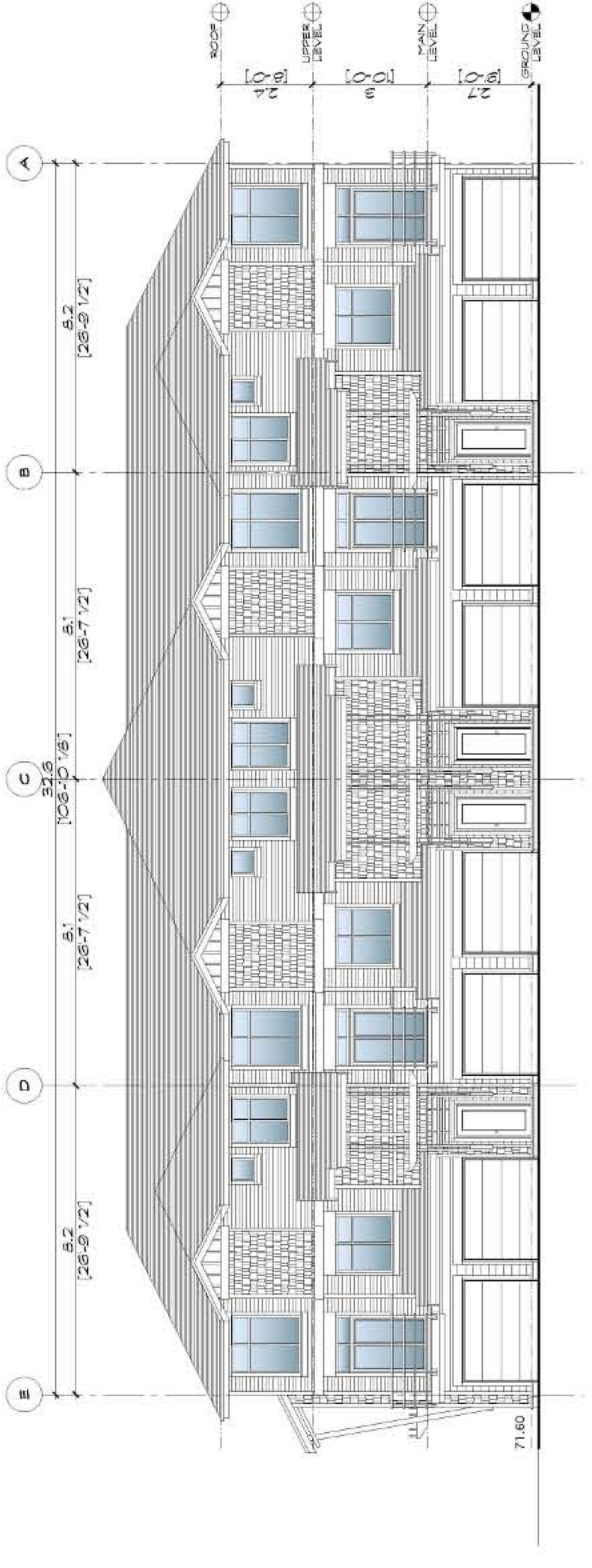 E
D
C
B
A
32.6
[106'-10 1/8"]
8.2
[26'-9 1/2"]
8.1
[26'-7 1/2"]
8.1
[26'-7 1/2"]
8.2
[26'-9 1/2"]
ROOF
2.4
[8'-0]
UPPER
LEVEL
3
[10'-0]
MAIN
LEVEL
2.7
[9'-0]
GROUND
LEVEL
71.60